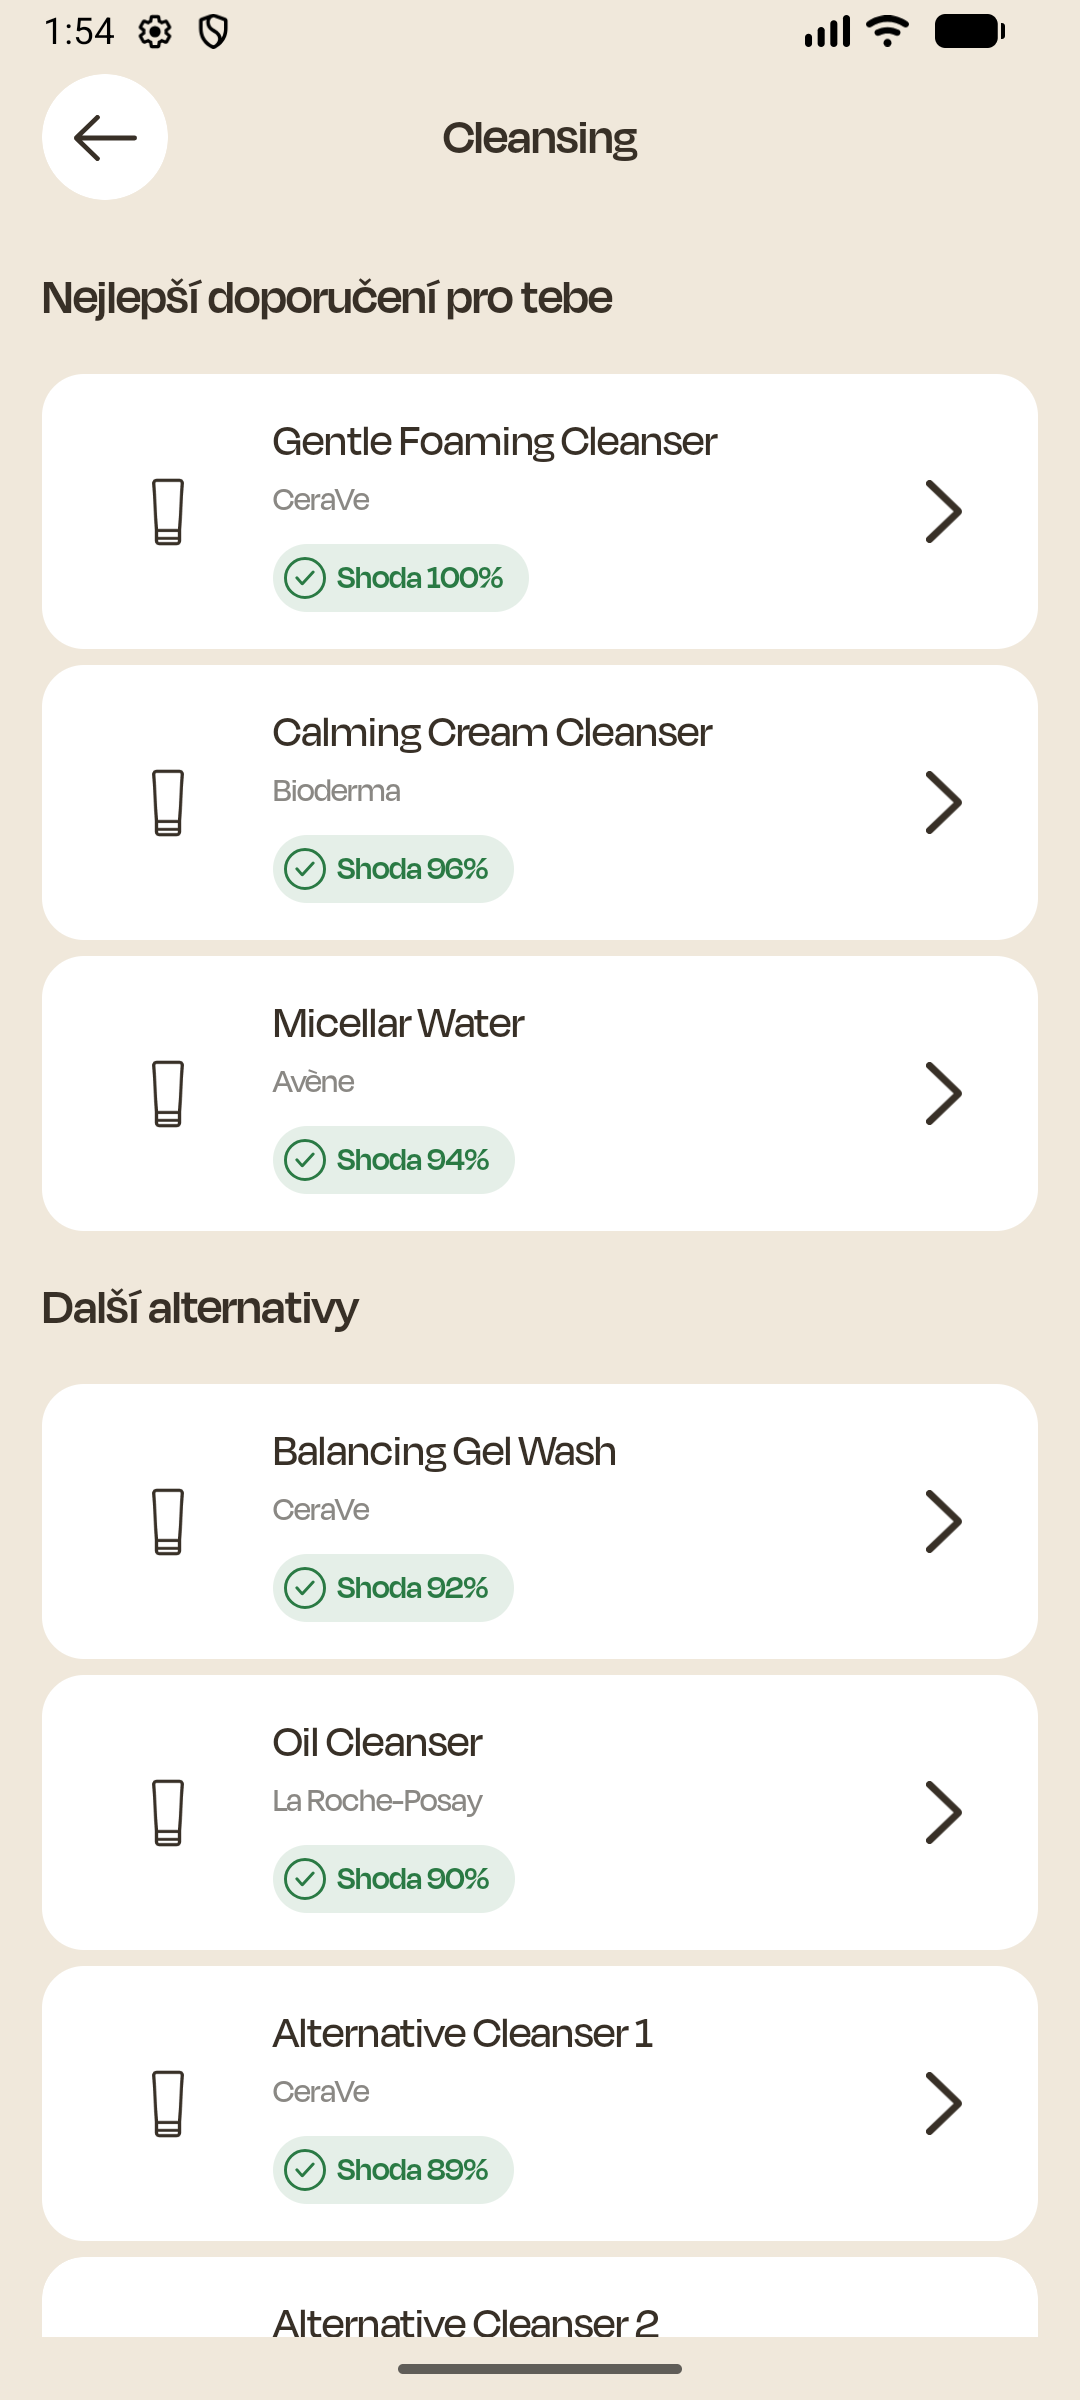 1:54
Cleansing
Nejlepší doporučení pro tebe
Gentle Foaming Cleanser
CeraVe
Shoda 100%
Calming Cream Cleanser
Bioderma
Shoda 96%
Micellar Water
Avène
Shoda 94%
Další alternativy
Balancing Gel Wash
CeraVe
Shoda 92%
Oil Cleanser
La Roche-Posay
Shoda 90%
Alternative Cleanser 1
CeraVe
Shoda 89%
Alternative Cleanser 2